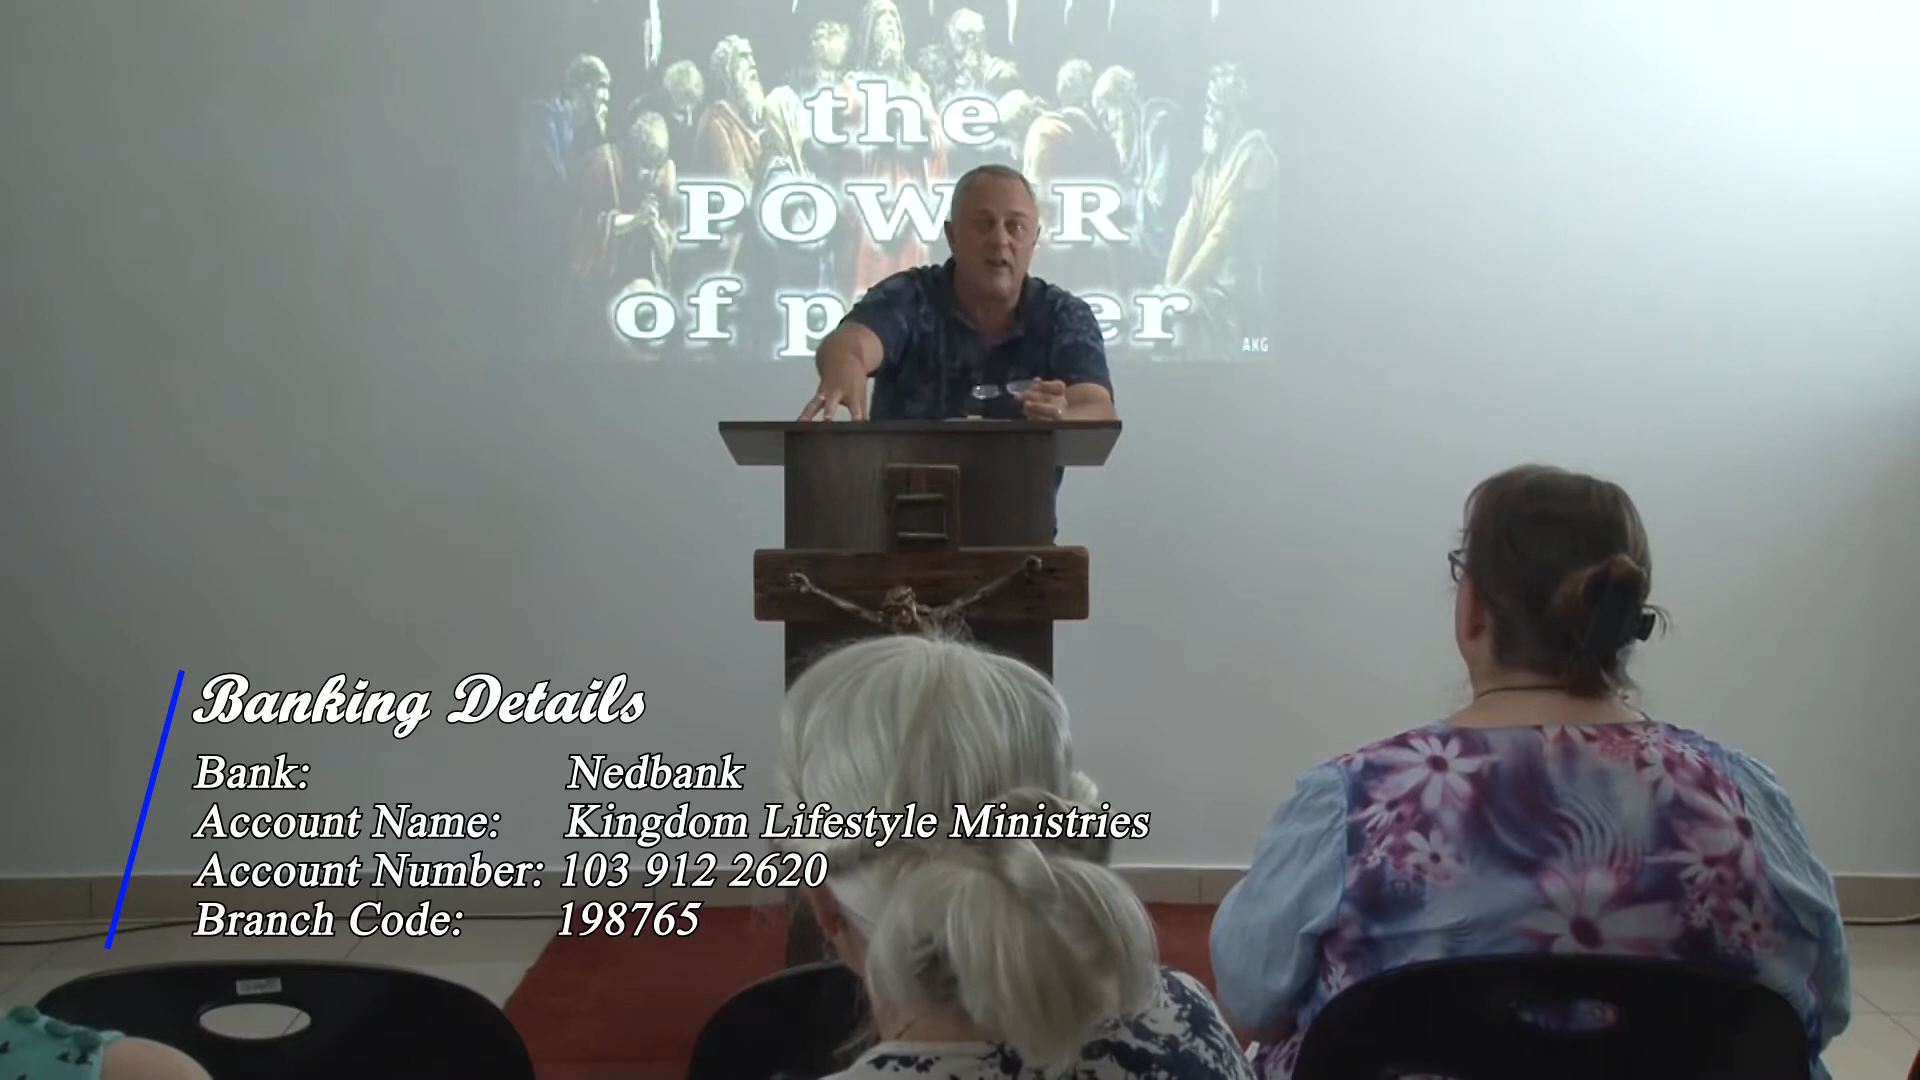 the
POWER
of
AKG
Banking Details
Bank: Nedbank
Account Name: Kingdom Lifestyle Ministries
Account Number: 103 912 2620
Branch Code: 198765